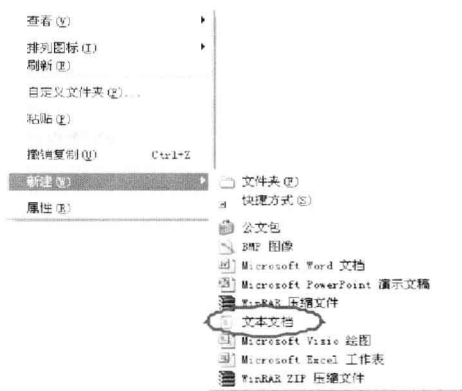 查看(V)
排列图标(I)
刷新(E)
自定义文件夹(F)...
粘贴(P)
撤销复制(U) Ctrl+Z
新建(W)
属性(R)
文件夹(F)
快捷方式(S)
公文包
BMP 图像
Microsoft Word 文档
Microsoft PowerPoint 演示文稿
WinRAR 压缩文件
文本文档
Microsoft Visio 绘图
Microsoft Excel 工作表
WinRAR ZIP 压缩文件